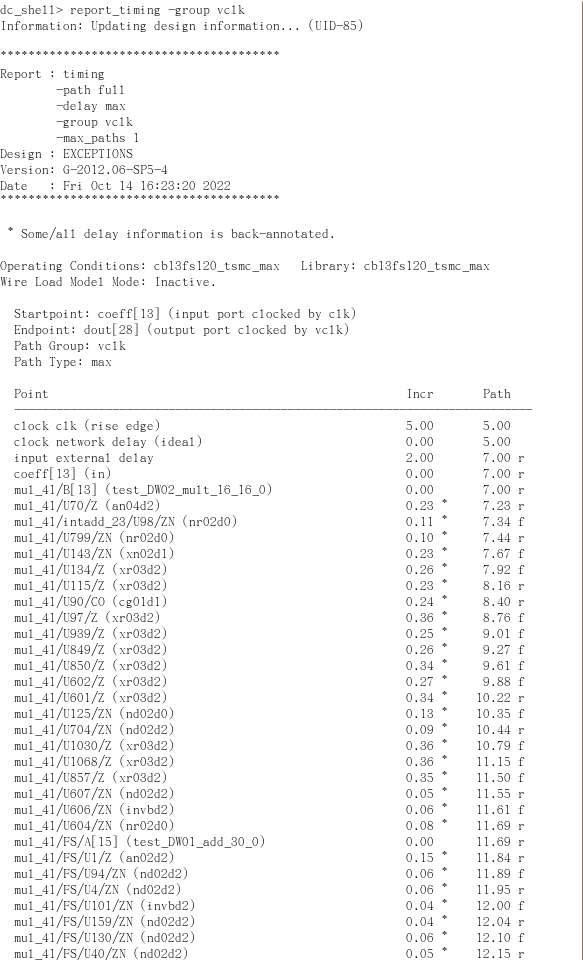 dc_shell> report_timing -group vclk
Information: Updating design information... (UID-85)
****************************************
Report : timing
        -path full
        -delay max
        -group vclk
        -max_paths 1
Design : EXCEPTIONS
Version: G-2012.06-SP5-4
Date   : Fri Oct 14 16:23:20 2022
****************************************
 * Some/all delay information is back-annotated.
Operating Conditions: cb13fs120_tsmc_max   Library: cb13fs120_tsmc_max
Wire Load Model Mode: Inactive.
  Startpoint: coeff[13] (input port clocked by clk)
  Endpoint: dout[28] (output port clocked by vclk)
  Path Group: vclk
  Path Type: max
  Point                                                   Incr       Path
  --------------------------------------------------------------------------
  clock clk (rise edge)                                   5.00       5.00
  clock network delay (ideal)                             0.00       5.00
  input external delay                                    2.00       7.00 r
  coeff[13] (in)                                          0.00       7.00 r
  mul_41/B[13] (test_DW02_mult_16_16_0)                   0.00       7.00 r
  mul_41/U70/Z (an04d2)                                   0.23 *     7.23 r
  mul_41/intadd_23/U98/ZN (nr02d0)                        0.11 *     7.34 f
  mul_41/U799/ZN (nr02d0)                                 0.10 *     7.44 r
  mul_41/U143/ZN (xn02d1)                                 0.23 *     7.67 f
  mul_41/U134/Z (xr03d2)                                  0.26 *     7.92 f
  mul_41/U115/Z (xr03d2)                                  0.23 *     8.16 r
  mul_41/U90/CO (cg01d1)                                  0.24 *     8.40 r
  mul_41/U97/Z (xr03d2)                                   0.36 *     8.76 f
  mul_41/U939/Z (xr03d2)                                  0.25 *     9.01 f
  mul_41/U849/Z (xr03d2)                                  0.26 *     9.27 f
  mul_41/U850/Z (xr03d2)                                  0.34 *     9.61 f
  mul_41/U602/Z (xr03d2)                                  0.27 *     9.88 f
  mul_41/U601/Z (xr03d2)                                  0.34 *    10.22 r
  mul_41/U125/ZN (nd02d0)                                 0.13 *    10.35 f
  mul_41/U704/ZN (nd02d2)                                 0.09 *    10.44 r
  mul_41/U1030/Z (xr03d2)                                 0.36 *    10.79 f
  mul_41/U1068/Z (xr03d2)                                 0.36 *    11.15 f
  mul_41/U857/Z (xr03d2)                                  0.35 *    11.50 f
  mul_41/U607/ZN (nd02d2)                                 0.05 *    11.55 r
  mul_41/U606/ZN (invbd2)                                 0.06 *    11.61 f
  mul_41/U604/ZN (nr02d0)                                 0.08 *    11.69 r
  mul_41/FS/A[15] (test_DW01_add_30_0)                    0.00      11.69 r
  mul_41/FS/U1/Z (an02d2)                                 0.15 *    11.84 r
  mul_41/FS/U94/ZN (nd02d2)                               0.06 *    11.89 f
  mul_41/FS/U4/ZN (nd02d2)                                0.06 *    11.95 r
  mul_41/FS/U101/ZN (invbd2)                              0.04 *    12.00 f
  mul_41/FS/U159/ZN (nd02d2)                              0.04 *    12.04 r
  mul_41/FS/U130/ZN (nd02d2)                              0.06 *    12.10 f
  mul_41/FS/U40/ZN (nd02d2)                               0.05 *    12.15 r